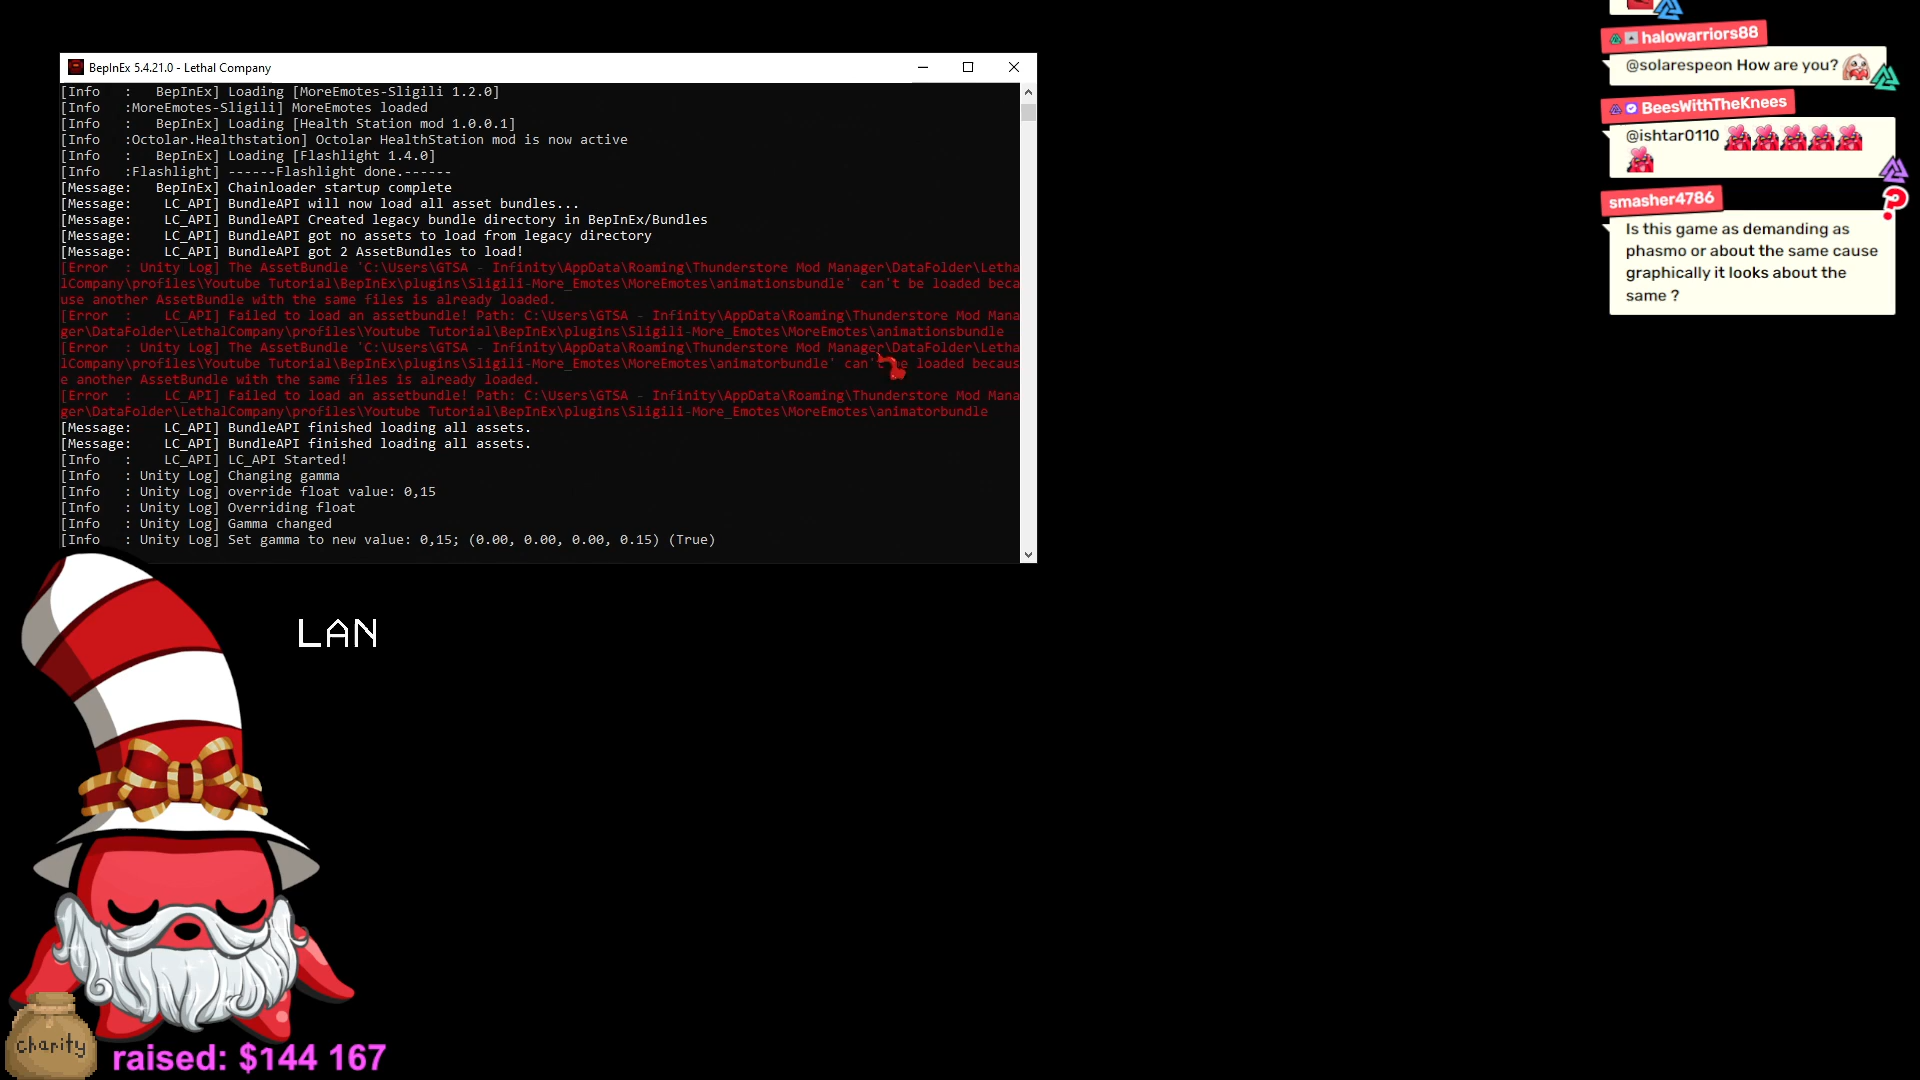 BepInEx 5.4.21.0 - Lethal Company
[Info   :   BepInEx] Loading [MoreEmotes-Sligili 1.2.0]
[Info   :MoreEmotes-Sligili] MoreEmotes loaded
[Info   :   BepInEx] Loading [Health Station mod 1.0.0.1]
[Info   :Octolar.Healthstation] Octolar HealthStation mod is now active
[Info   :   BepInEx] Loading [Flashlight 1.4.0]
[Info   :Flashlight] ------Flashlight done.------
[Message:   BepInEx] Chainloader startup complete
[Message:    LC_API] BundleAPI will now load all asset bundles...
[Message:    LC_API] BundleAPI Created legacy bundle directory in BepInEx/Bundles
[Message:    LC_API] BundleAPI got no assets to load from legacy directory
[Message:    LC_API] BundleAPI got 2 AssetBundles to load!
[Error  : Unity Log] The AssetBundle 'C:\Users\GTSA - Infinity\AppData\Roaming\Thunderstore Mod Manager\DataFolder\Letha
lCompany\profiles\Youtube Tutorial\BepInEx\plugins\Sligili-More_Emotes\MoreEmotes\animationsbundle' can't be loaded beca
use another AssetBundle with the same files is already loaded.
[Error  :    LC_API] Failed to load an assetbundle! Path: C:\Users\GTSA - Infinity\AppData\Roaming\Thunderstore Mod Mana
ger\DataFolder\LethalCompany\profiles\Youtube Tutorial\BepInEx\plugins\Sligili-More_Emotes\MoreEmotes\animationsbundle
[Error  : Unity Log] The AssetBundle 'C:\Users\GTSA - Infinity\AppData\Roaming\Thunderstore Mod Manager\DataFolder\Letha
lCompany\profiles\Youtube Tutorial\BepInEx\plugins\Sligili-More_Emotes\MoreEmotes\animatorbundle' can't be loaded becaus
e another AssetBundle with the same files is already loaded.
[Error  :    LC_API] Failed to load an assetbundle! Path: C:\Users\GTSA - Infinity\AppData\Roaming\Thunderstore Mod Mana
ger\DataFolder\LethalCompany\profiles\Youtube Tutorial\BepInEx\plugins\Sligili-More_Emotes\MoreEmotes\animatorbundle
[Message:    LC_API] BundleAPI finished loading all assets.
[Message:    LC_API] BundleAPI finished loading all assets.
[Info   :    LC_API] LC_API Started!
[Info   : Unity Log] Changing gamma
[Info   : Unity Log] override float value: 0,15
[Info   : Unity Log] Overriding float
[Info   : Unity Log] Gamma changed
[Info   : Unity Log] Set gamma to new value: 0,15; (0.00, 0.00, 0.00, 0.15) (True)
LAN
charity
raised: $144 167
halowarriors88
@solarespeon How are you?
BeesWithTheKnees
@ishtar0110
smasher4786
Is this game as demanding as
phasmo or about the same cause
graphically it looks about the
same ?